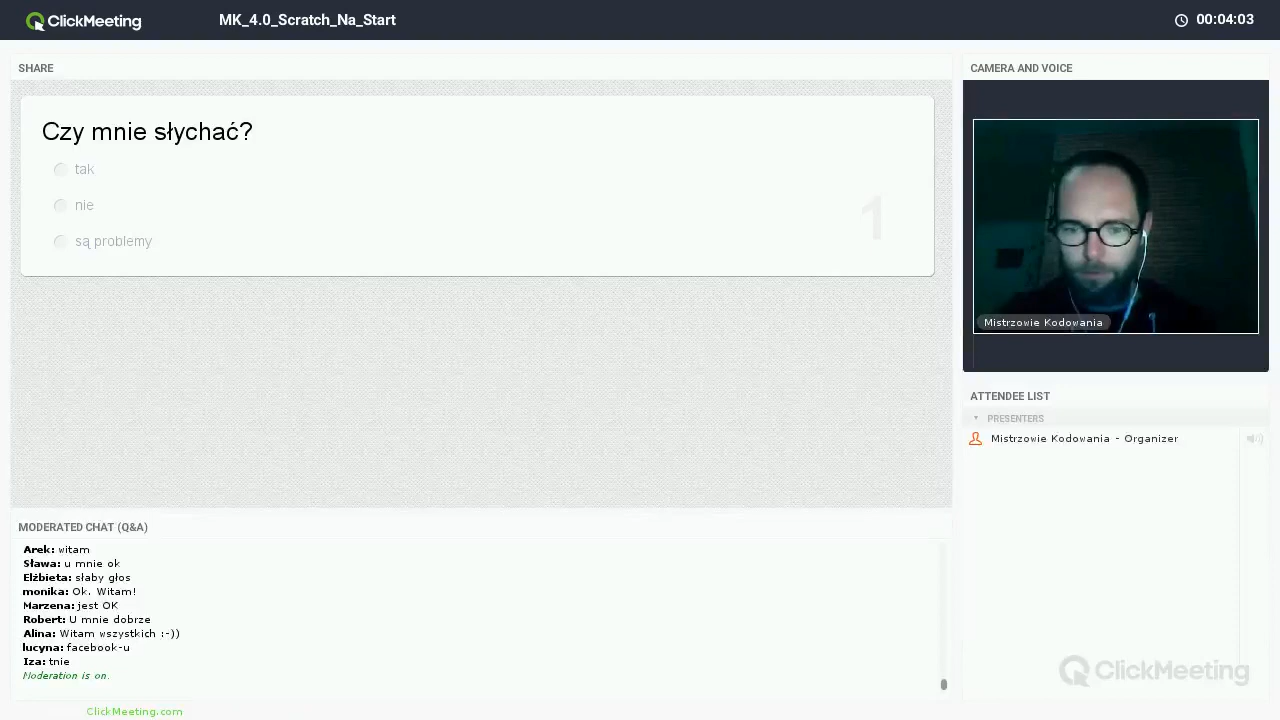 ClickMeeting
MK_4.0_Scratch_Na_Start
00:04:03
SHARE
Czy mnie słychać?
tak
nie
są problemy
1
CAMERA AND VOICE
Mistrzowie Kodowania
ATTENDEE LIST
PRESENTERS
Mistrzowie Kodowania - Organizer
MODERATED CHAT (Q&A)
Arek: witam
Sława: u mnie ok
Elżbieta: słaby głos
monika: Ok. Witam!
Marzena: jest OK
Robert: U mnie dobrze
Alina: Witam wszystkich :-))
lucyna: facebook-u
Iza: tnie
Moderation is on.
ClickMeeting
ClickMeeting.com